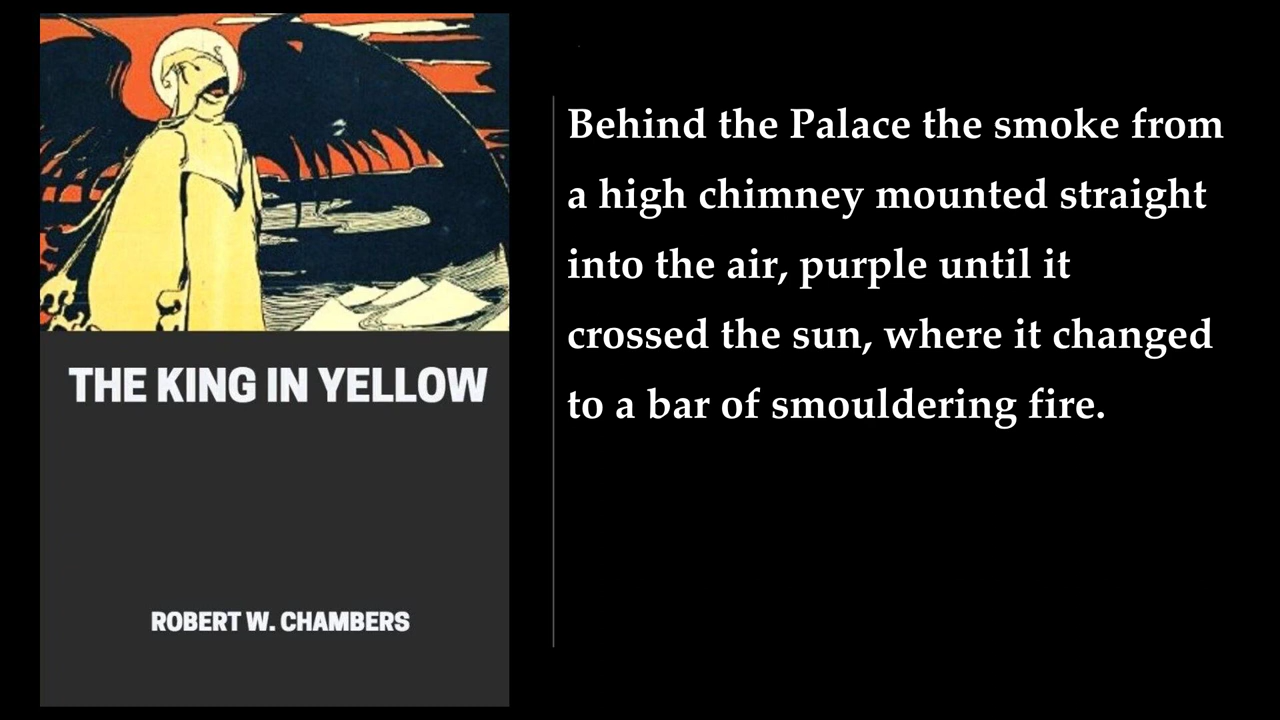 THE KING IN YELLOW
ROBERT W. CHAMBERS
Behind the Palace the smoke from
a high chimney mounted straight
into the air, purple until it
crossed the sun, where it changed
to a bar of smouldering fire.